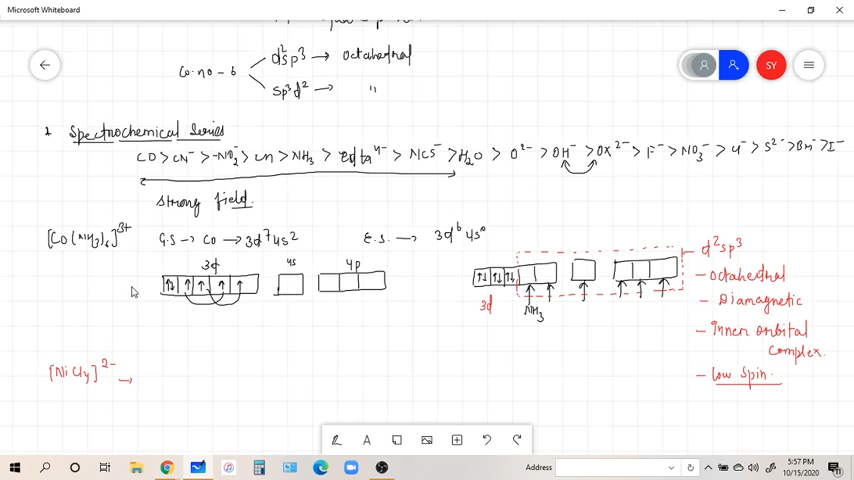 Microsoft Whiteboard
SY
Co. no - 6
d²sp³ → octahedral
sp³d² → "
Spectrochemical Series
CO > CN⁻ > -NO₂⁻ > en > NH₃ > edta⁴⁻ > NCS⁻ > H₂O > O²⁻ > OH⁻ > OX²⁻ > F⁻ > NO₃⁻ > Cl⁻ > S²⁻ > Br⁻ > I⁻
strong field.
[Co(NH₃)₆]³⁺ G.S → Co → 3d⁷4s² E.S. → 3d⁶4s⁰
3d 4s 4p
d²sp³
- Octahedral
- Diamagnetic
- Inner orbital complex.
- low spin.
3d
NH₃
[NiCl₄]²⁻ →
Address
5:57 PM
10/15/2020